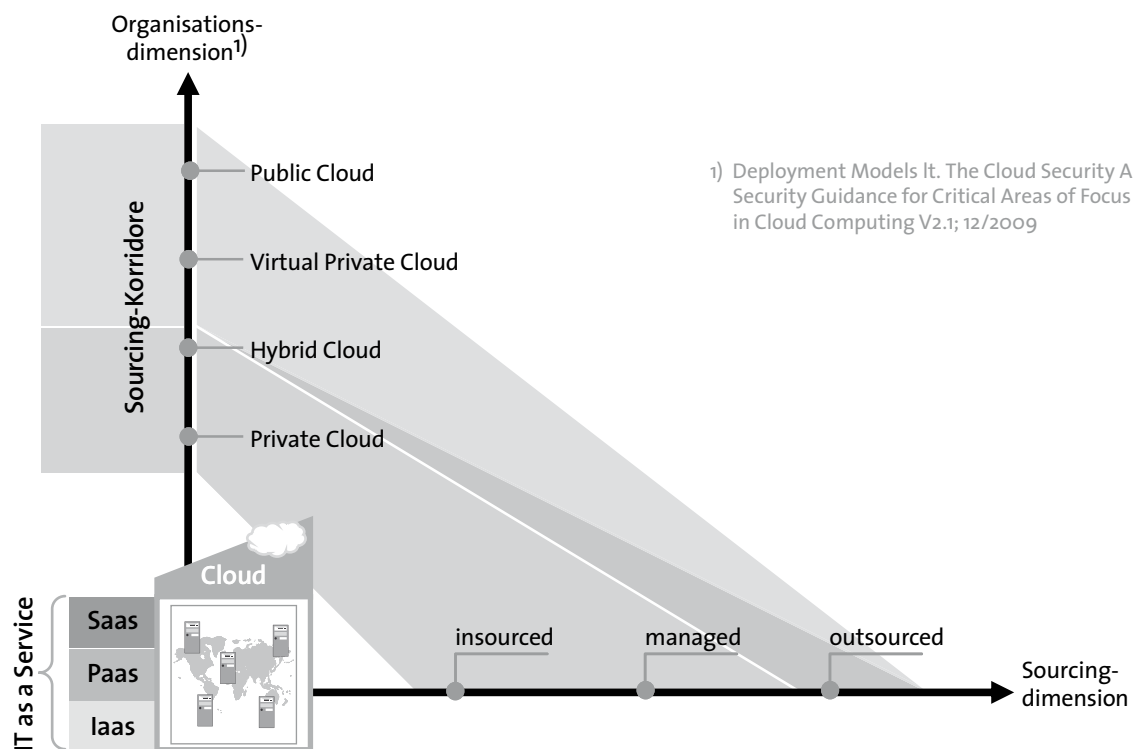 Organisations-
dimension¹⁾
Public Cloud
1) Deployment Models lt. The Cloud Security A
Security Guidance for Critical Areas of Focus
in Cloud Computing V2.1; 12/2009
Virtual Private Cloud
Sourcing-Korridore
Hybrid Cloud
Private Cloud
Cloud
IT as a Service
Saas
Paas
Iaas
insourced
managed
outsourced
Sourcing-
dimension